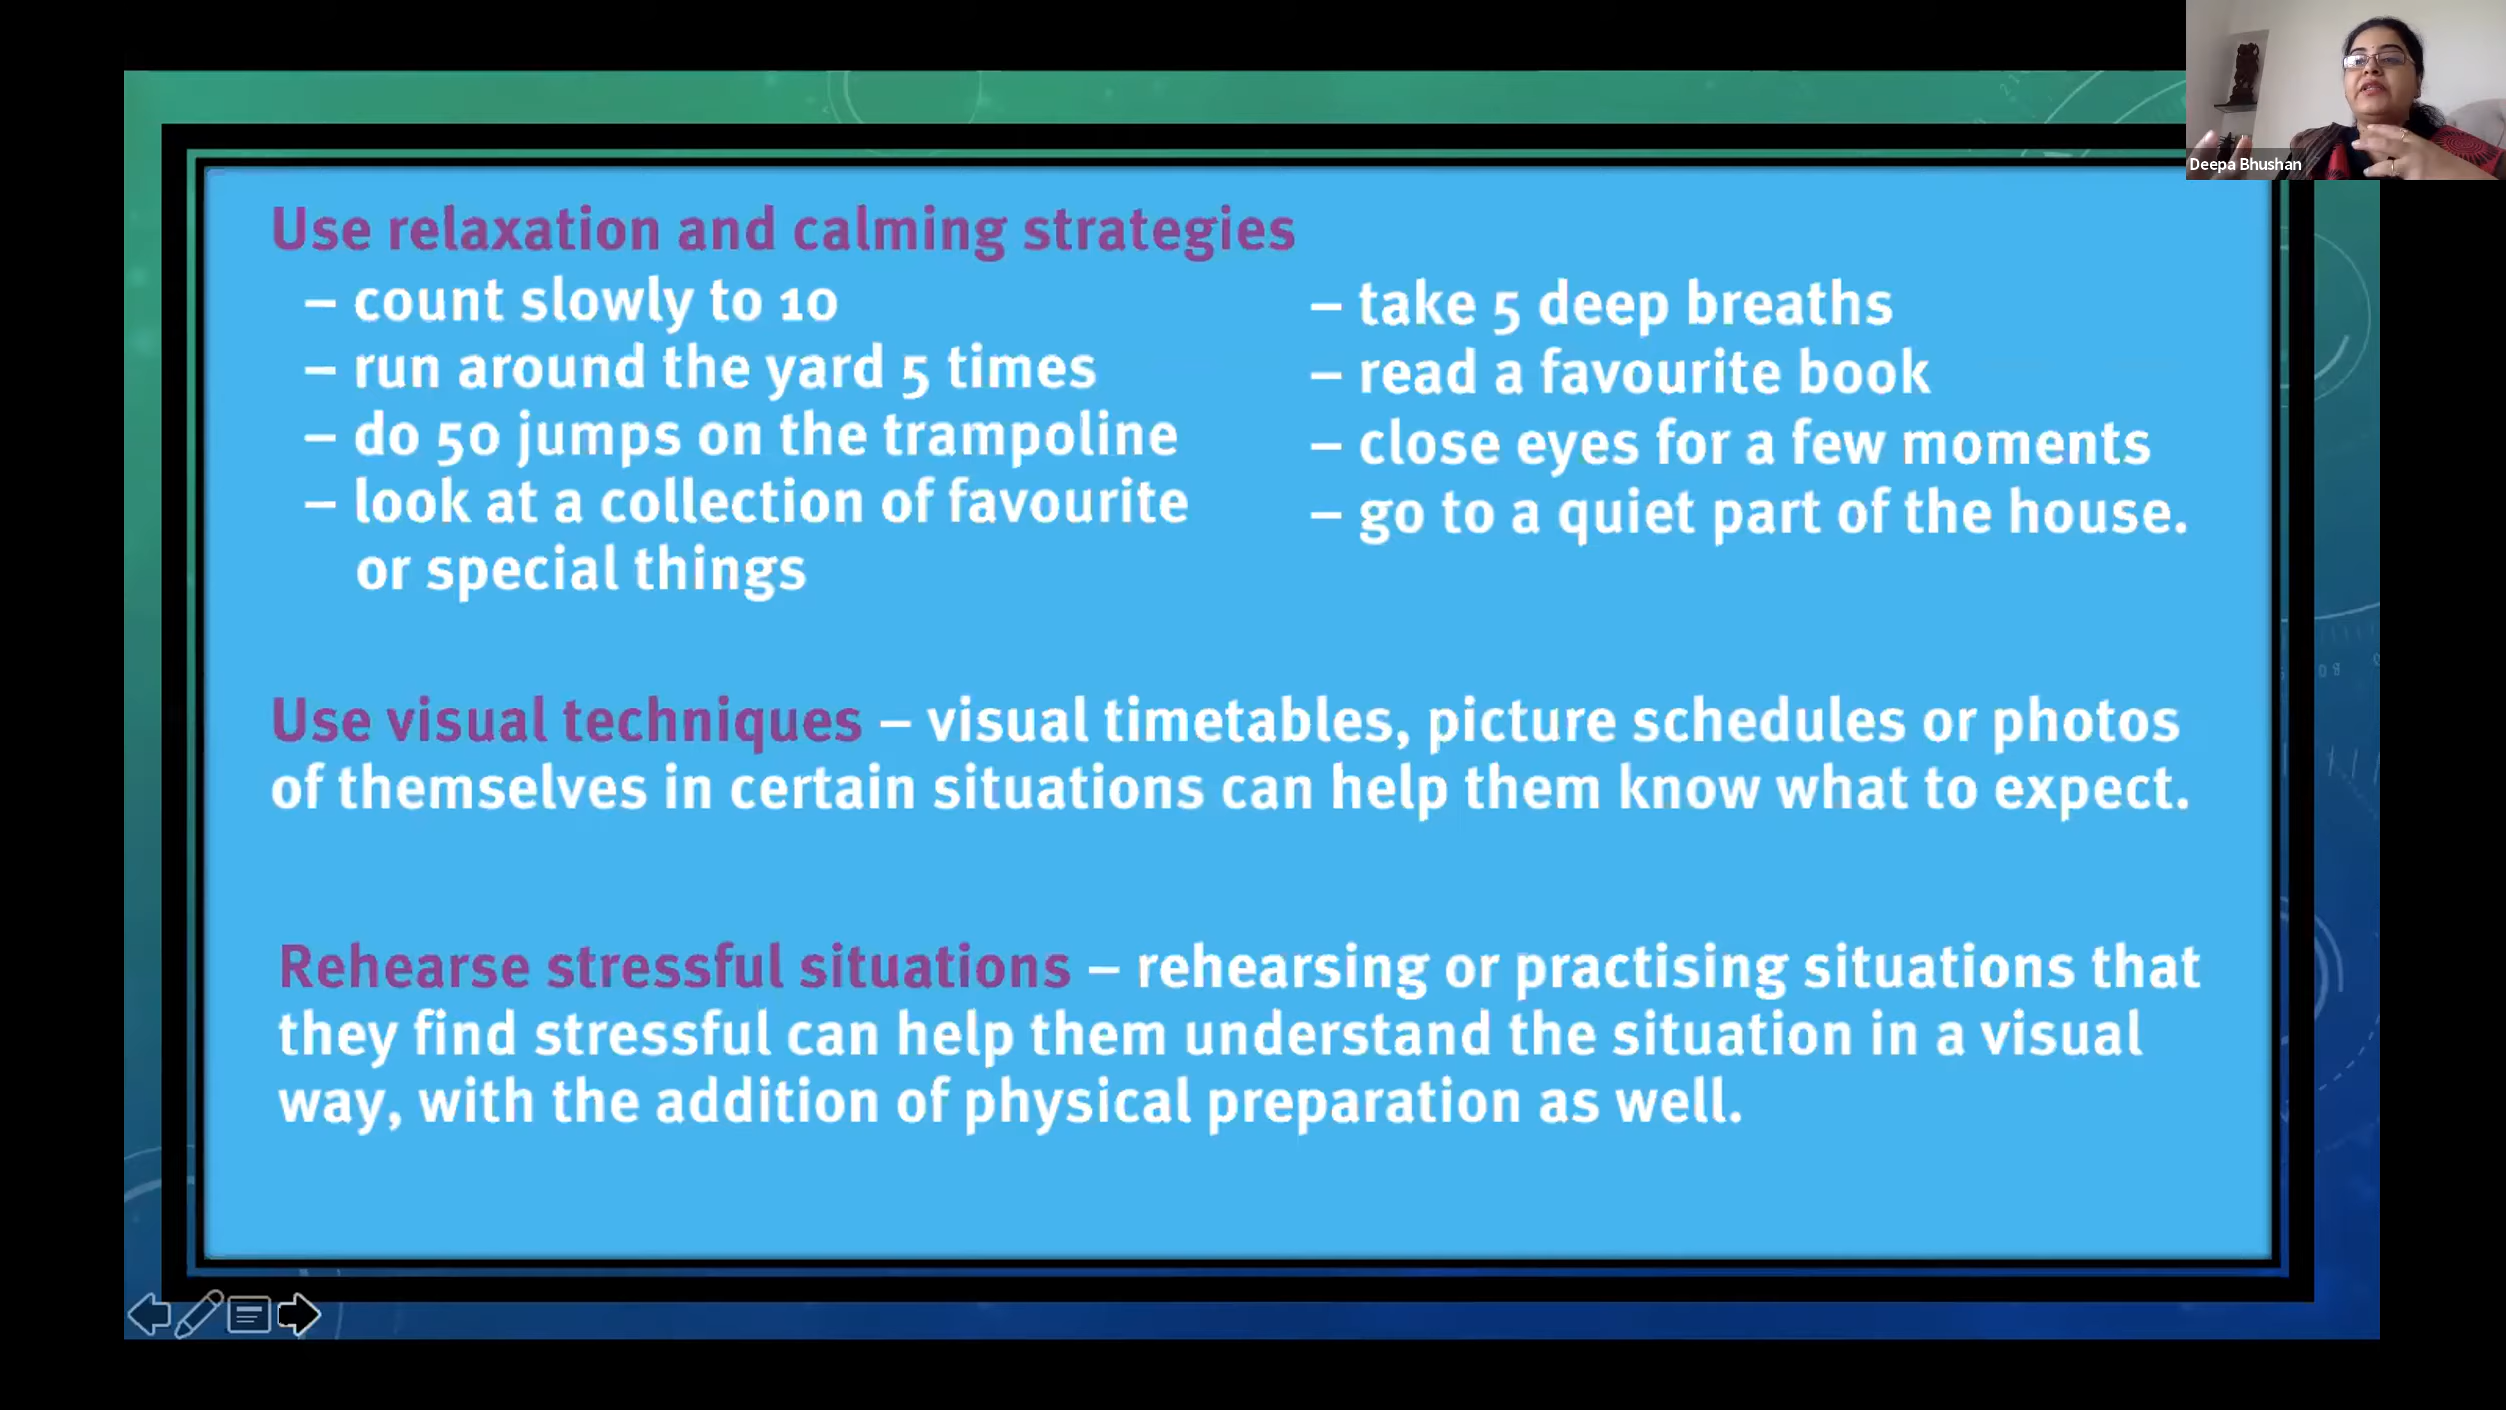 Deepa Bhushan
Use relaxation and calming strategies
– count slowly to 10
– run around the yard 5 times
– do 50 jumps on the trampoline
– look at a collection of favourite
or special things
– take 5 deep breaths
– read a favourite book
– close eyes for a few moments
– go to a quiet part of the house.
Use visual techniques – visual timetables, picture schedules or photos
of themselves in certain situations can help them know what to expect.
Rehearse stressful situations – rehearsing or practising situations that
they find stressful can help them understand the situation in a visual
way, with the addition of physical preparation as well.